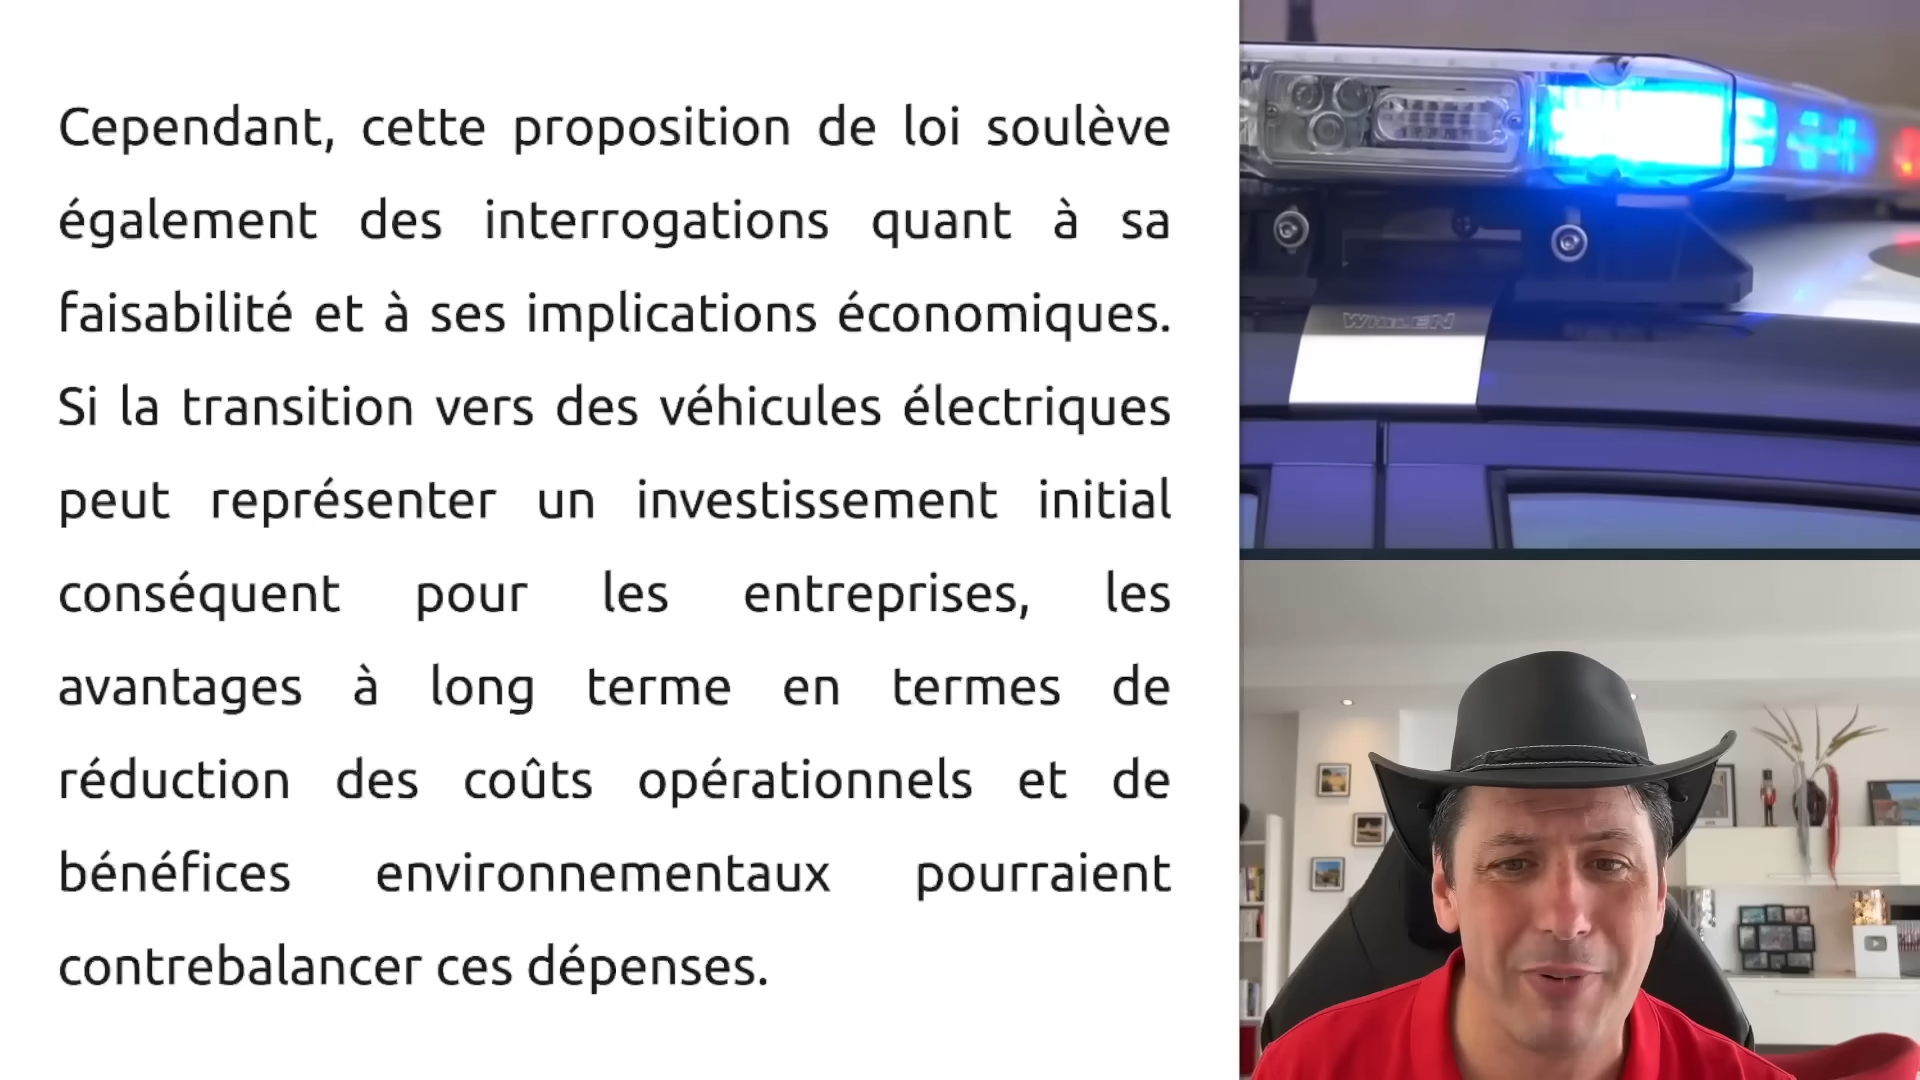 Cependant, cette proposition de loi soulève
également des interrogations quant à sa
faisabilité et à ses implications économiques.
Si la transition vers des véhicules électriques
peut représenter un investissement initial
conséquent pour les entreprises, les
avantages à long terme en termes de
réduction des coûts opérationnels et de
bénéfices environnementaux pourraient
contrebalancer ces dépenses.
WHELEN